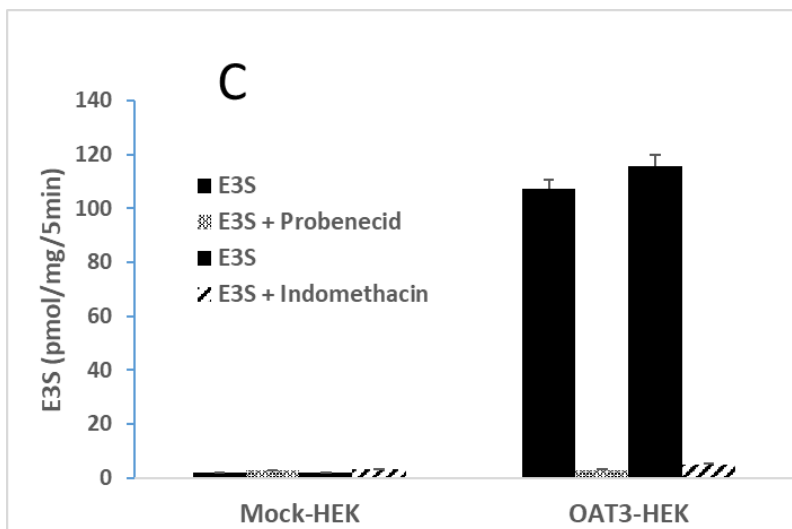 C
E3S (pmol/mg/5min)
140
120
100
80
60
40
20
0
E3S
E3S + Probenecid
E3S
E3S + Indomethacin
Mock-HEK
OAT3-HEK